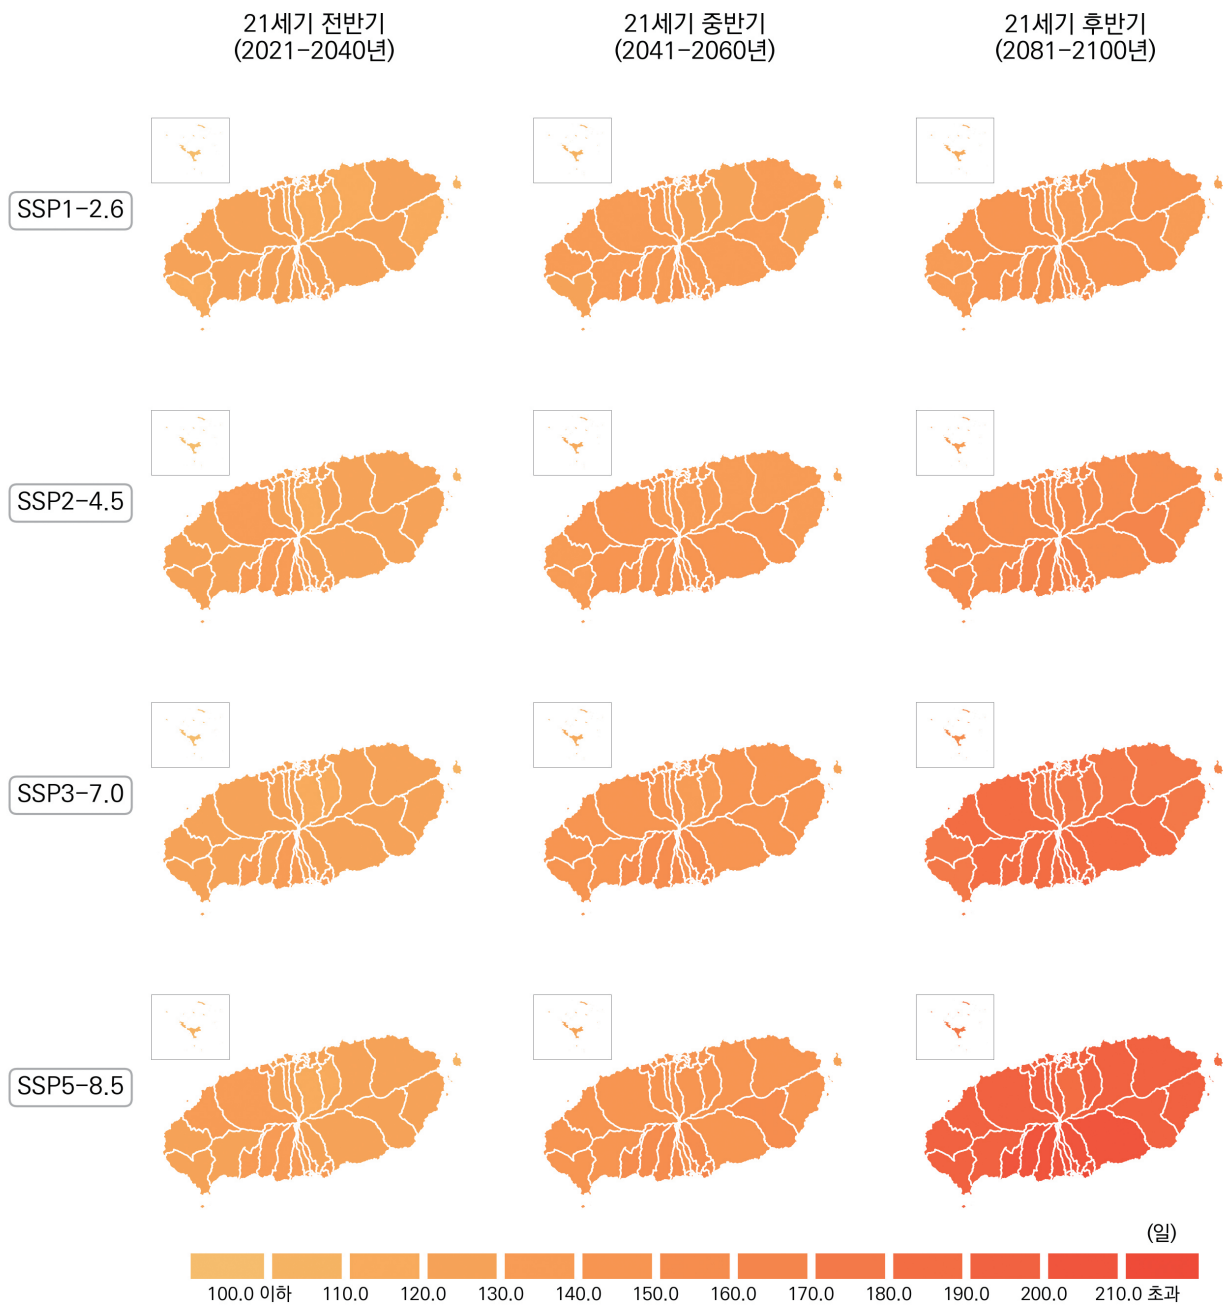 21세기 전반기
(2021-2040년)
21세기 중반기
(2041-2060년)
21세기 후반기
(2081-2100년)
SSP1-2.6
SSP2-4.5
SSP3-7.0
SSP5-8.5
(일)
100.0 이하 110.0 120.0 130.0 140.0 150.0 160.0 170.0 180.0 190.0 200.0 210.0 초과